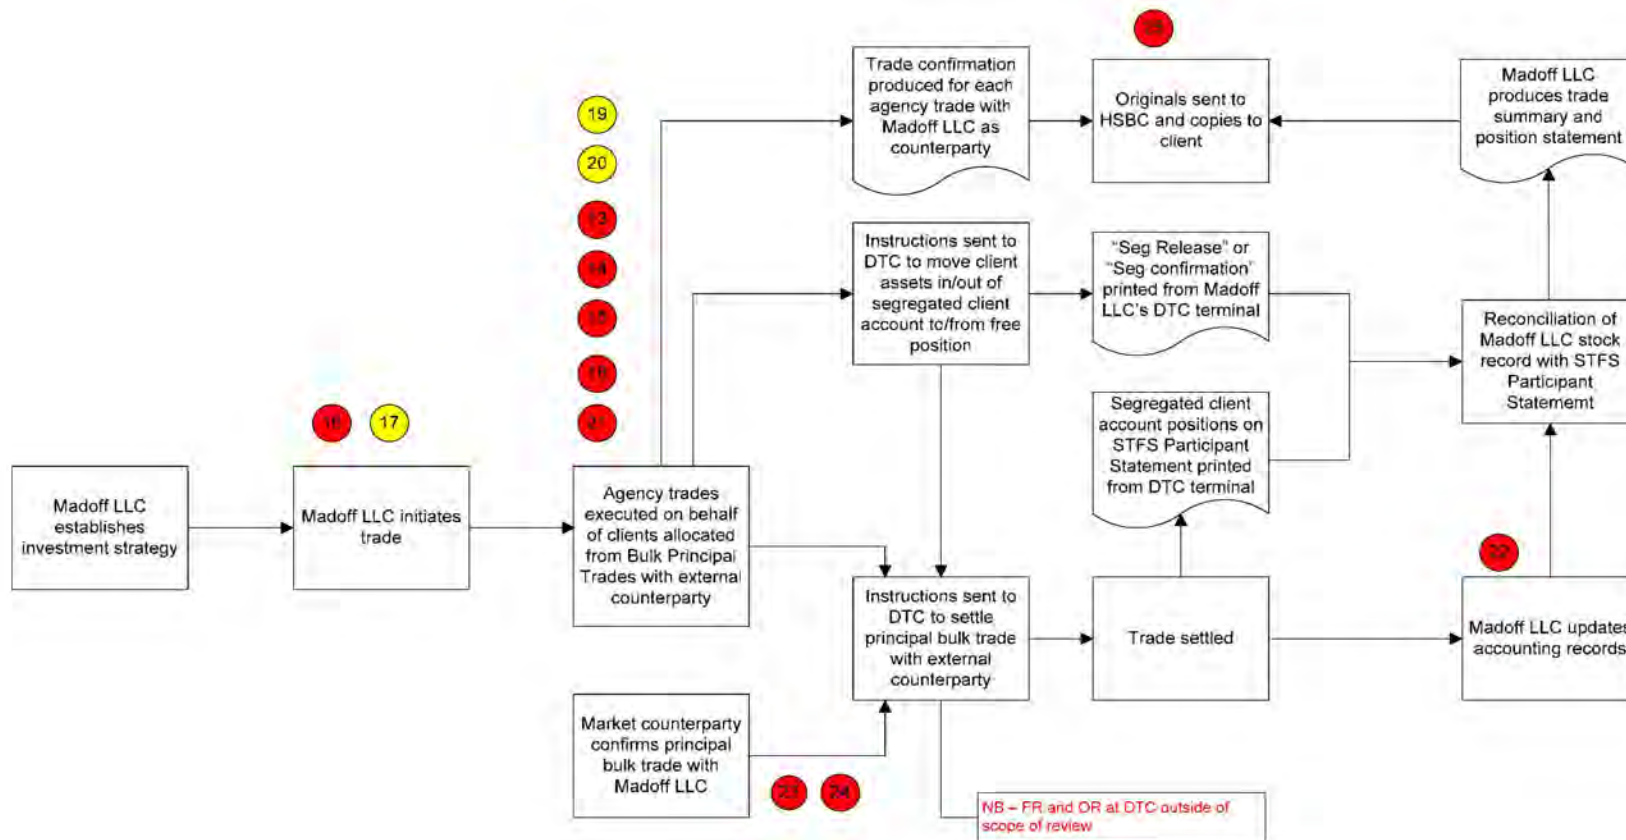 25
Trade confirmation
produced for each
agency trade with
Madoff LLC as
counterparty
Originals sent to
HSBC and copies to
client
Madoff LLC
produces trade
summary and
position statement
19
20
13
14
Instructions sent to
DTC to move client
assets in/out of
segregated client
account to/from free
position
"Seg Release" or
"Seg confirmation'
printed from Madoff
LLC's DTC terminal
Reconciliation of
Madoff LLC stock
record with STFS
Participant
Statememt
17
21
Segregated client
account positions on
STFS Participant
Statement printed
from DTC terminal
Madoff LLC
establishes
investment strategy
Madoff LLC initiates
trade
Agency trades
executed on behalf
of clients allocated
from Bulk Principal
Trades with external
counterparty
22
Instructions sent to
DTC to settle
principal bulk trade
with external
counterparty
Trade settled
Madoff LLC updates
accounting records
Market counterparty
confirms principal
bulk trade with
Madoff LLC
23
24
NB – FR and OR at DTC outside of
scope of review